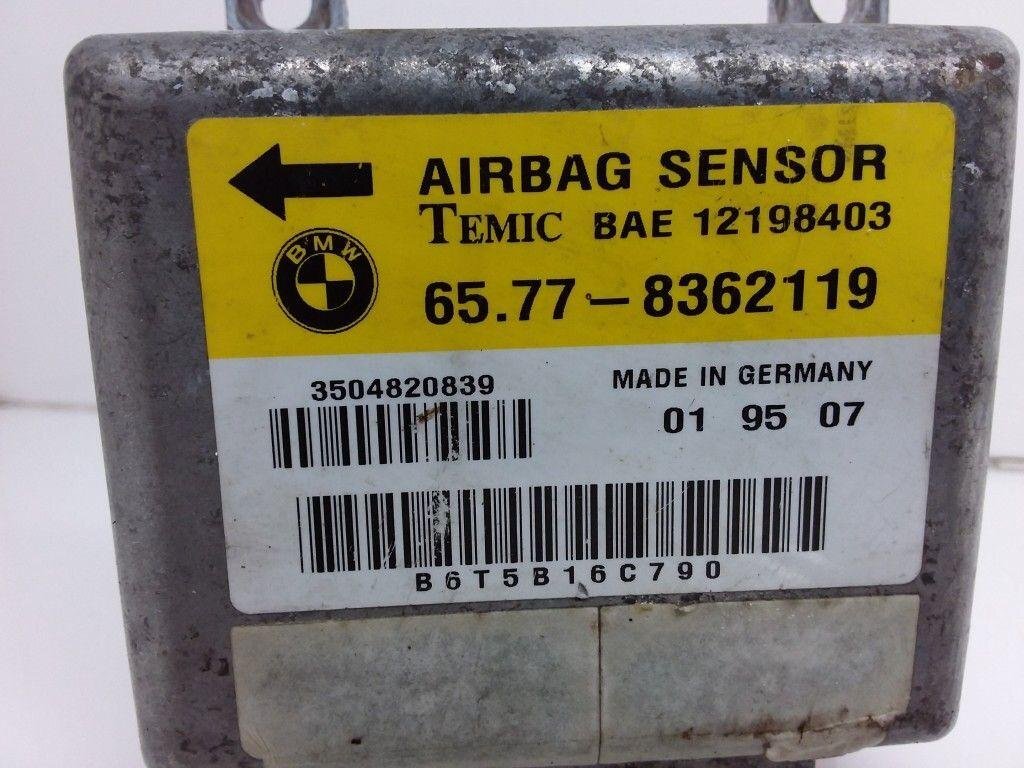 AIRBAG SENSOR
TEMIC BAE 12198403
BMW
65.77-8362119
3504820839
MADE IN GERMANY
01 95 07
B6T5B16C790